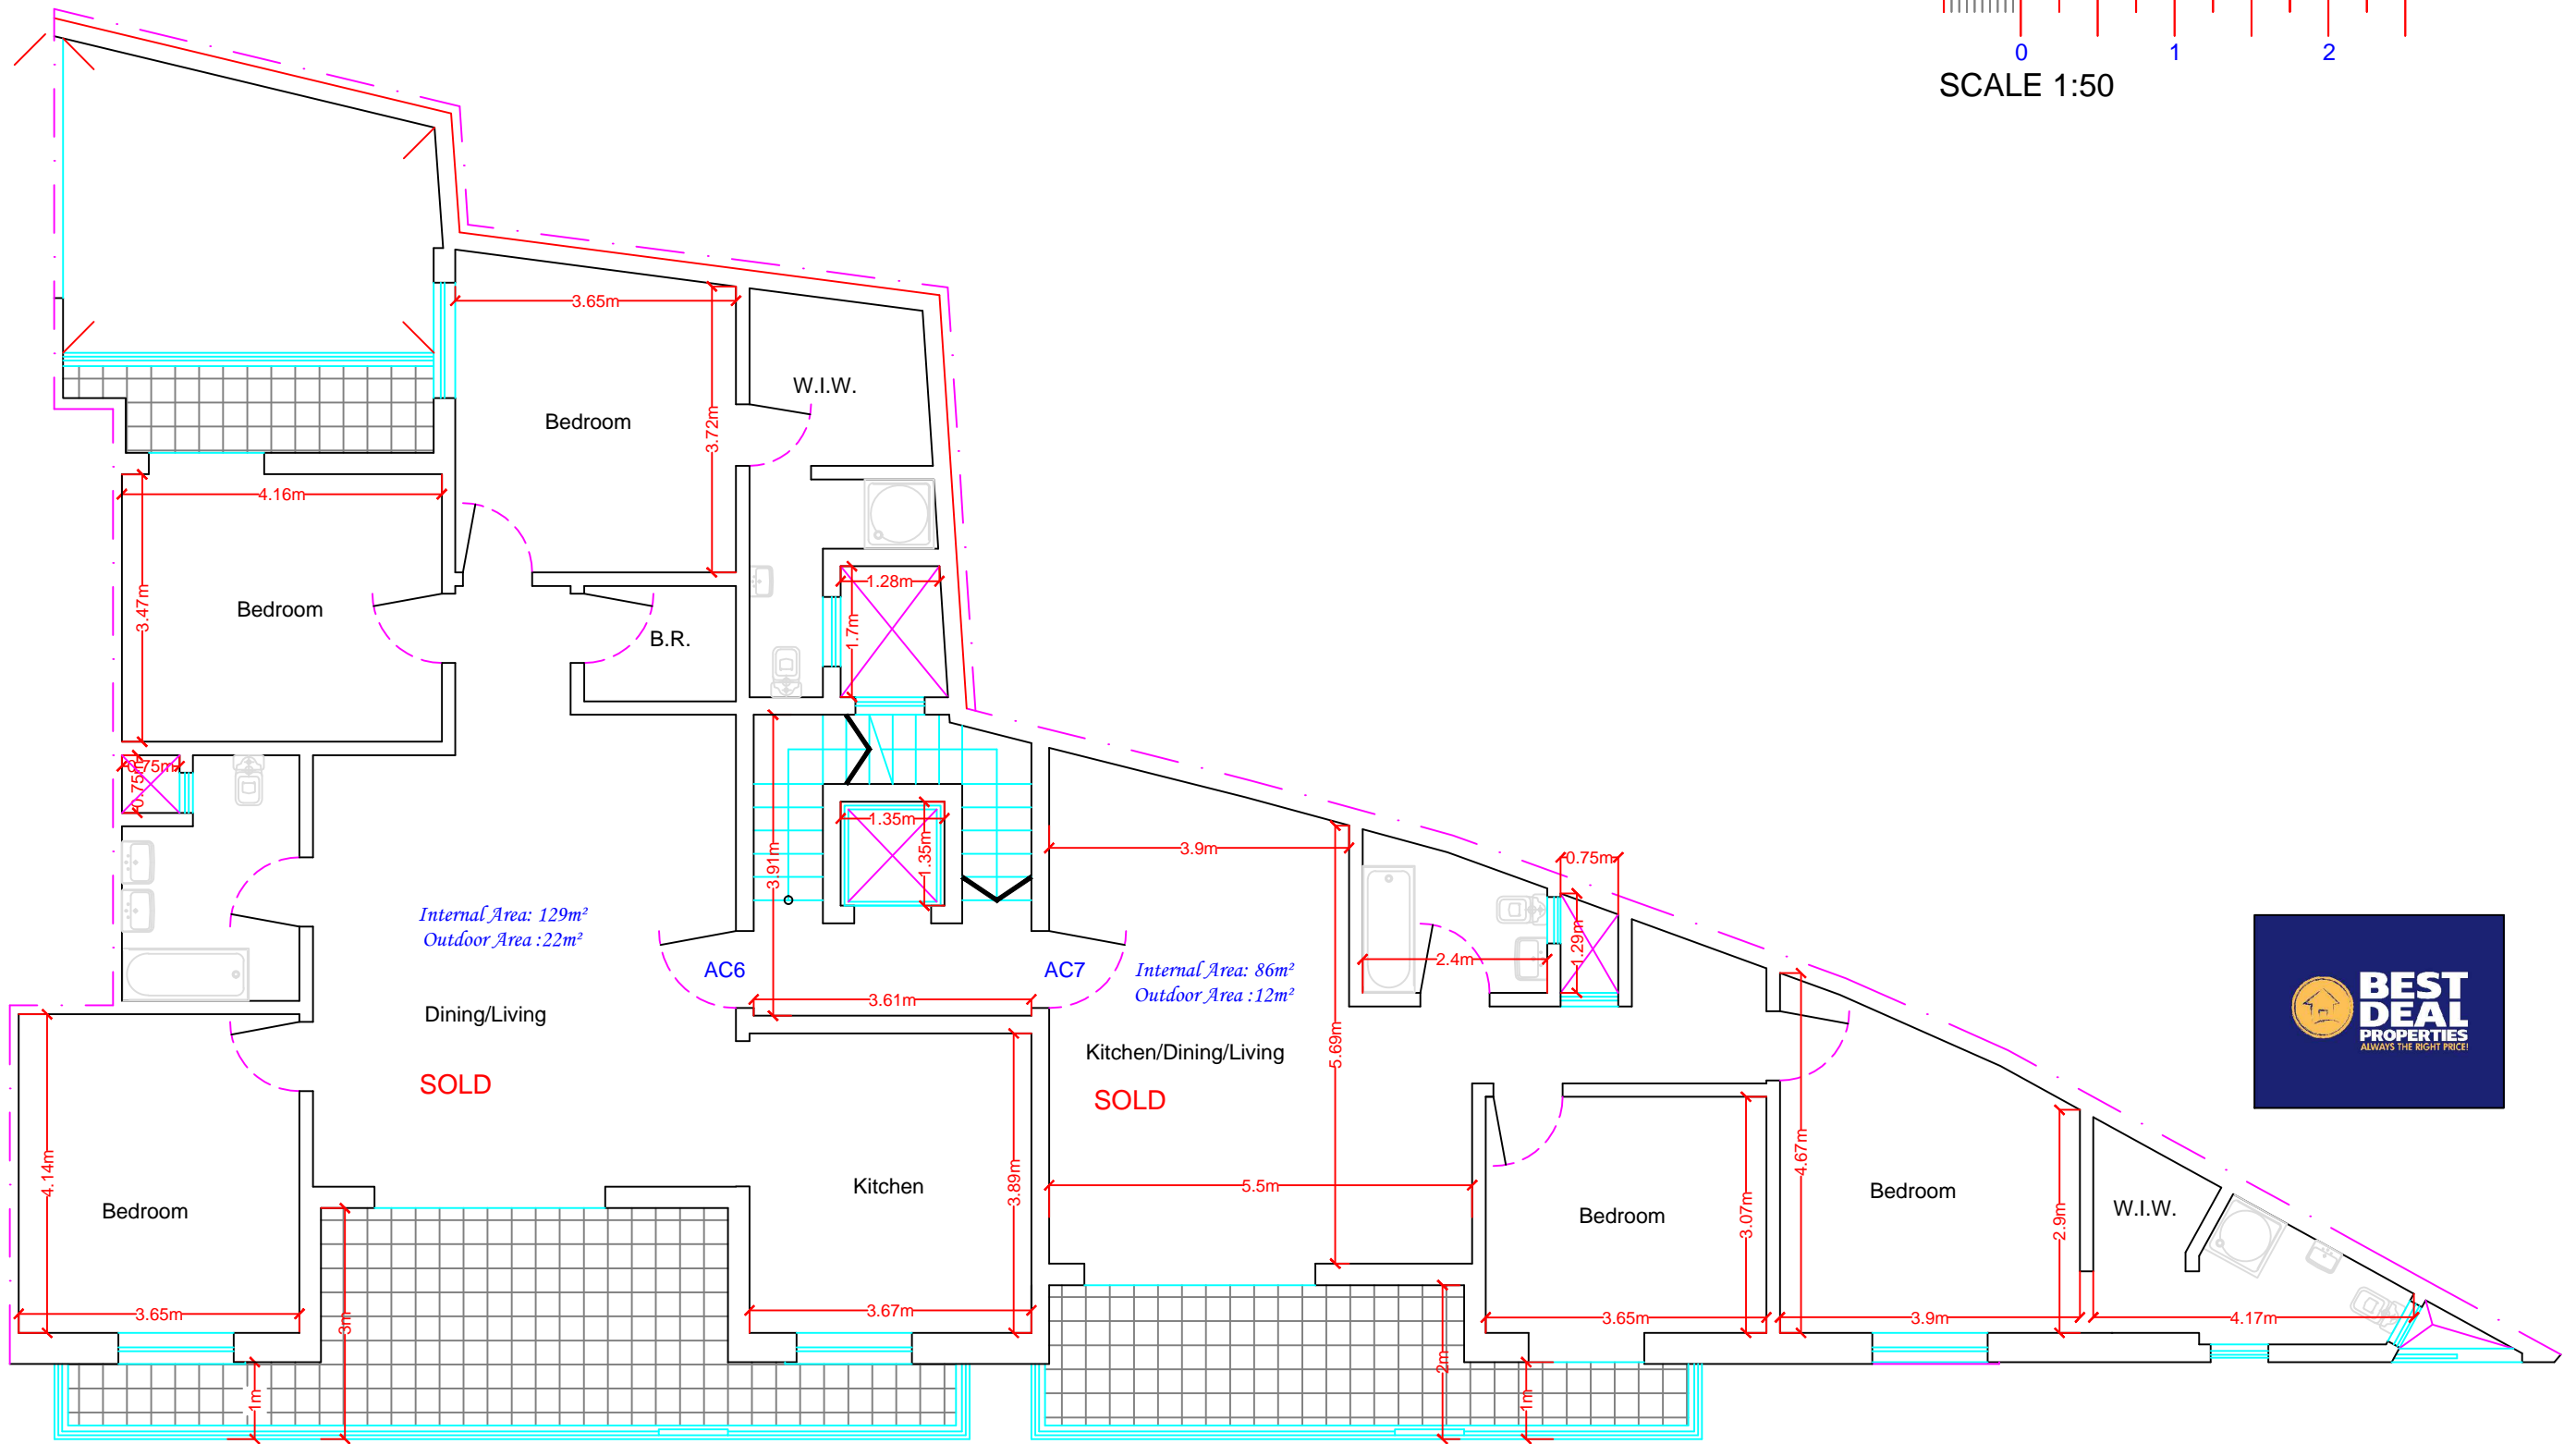 0 1 2
SCALE 1:50
3.65m
W.I.W.
Bedroom
3.72m
4.16m
3.47m
Bedroom
1.28m
1.7m
B.R.
0.75m
0.75m
1.35m
1.35m
3.91m
3.9m
0.75m
Internal Area: 129m²
Outdoor Area :22m²
AC6
AC7
Internal Area: 86m²
Outdoor Area :12m²
2.4m
1.29m
3.61m
Dining/Living
SOLD
Kitchen/Dining/Living
SOLD
5.69m
BEST
DEAL
PROPERTIES
ALWAYS THE RIGHT PRICE!
4.14m
Bedroom
3.65m
3m
1m
Kitchen
3.89m
3.67m
5.5m
Bedroom
3.07m
3.65m
4.67m
Bedroom
2.9m
3.9m
W.I.W.
4.17m
2m
1m